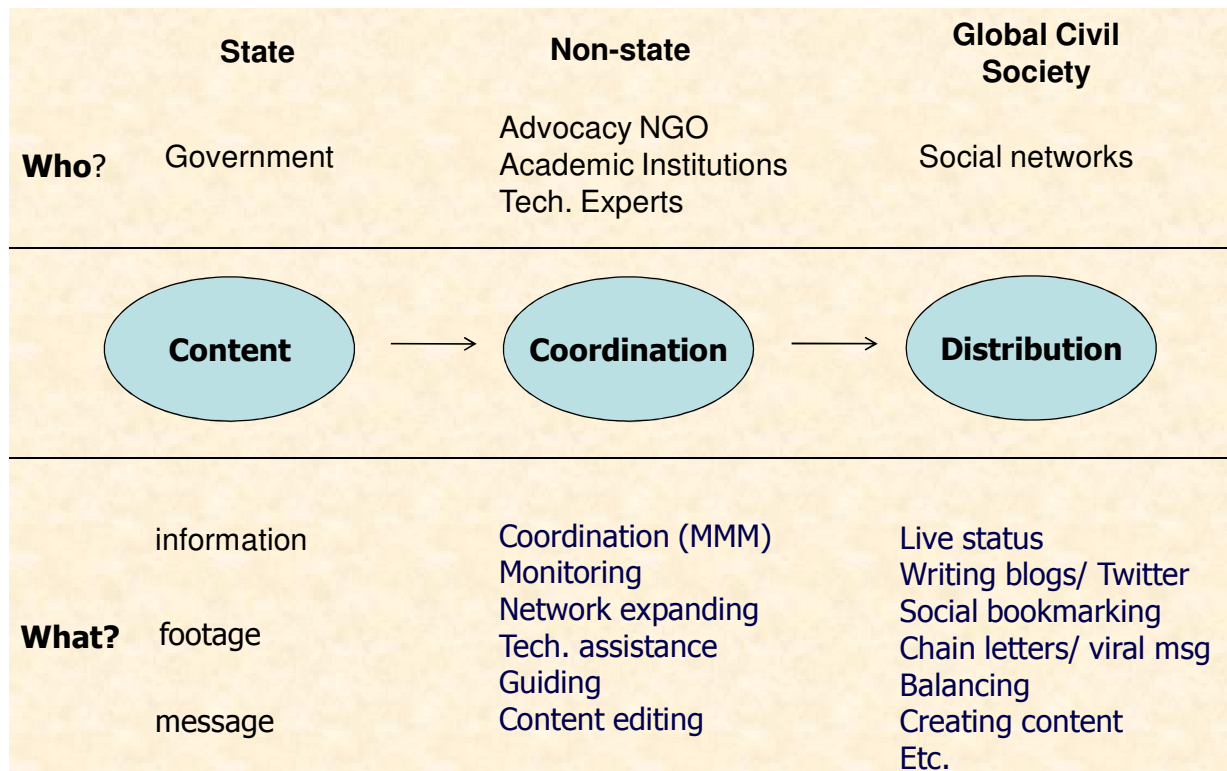 State
Non-state
Global Civil
Society
Who?
Government
Advocacy NGO
Academic Institutions
Tech. Experts
Social networks
Content
Coordination
Distribution
What?
information
footage
message
Coordination (MMM)
Monitoring
Network expanding
Tech. assistance
Guiding
Content editing
Live status
Writing blogs/ Twitter
Social bookmarking
Chain letters/ viral msg
Balancing
Creating content
Etc.